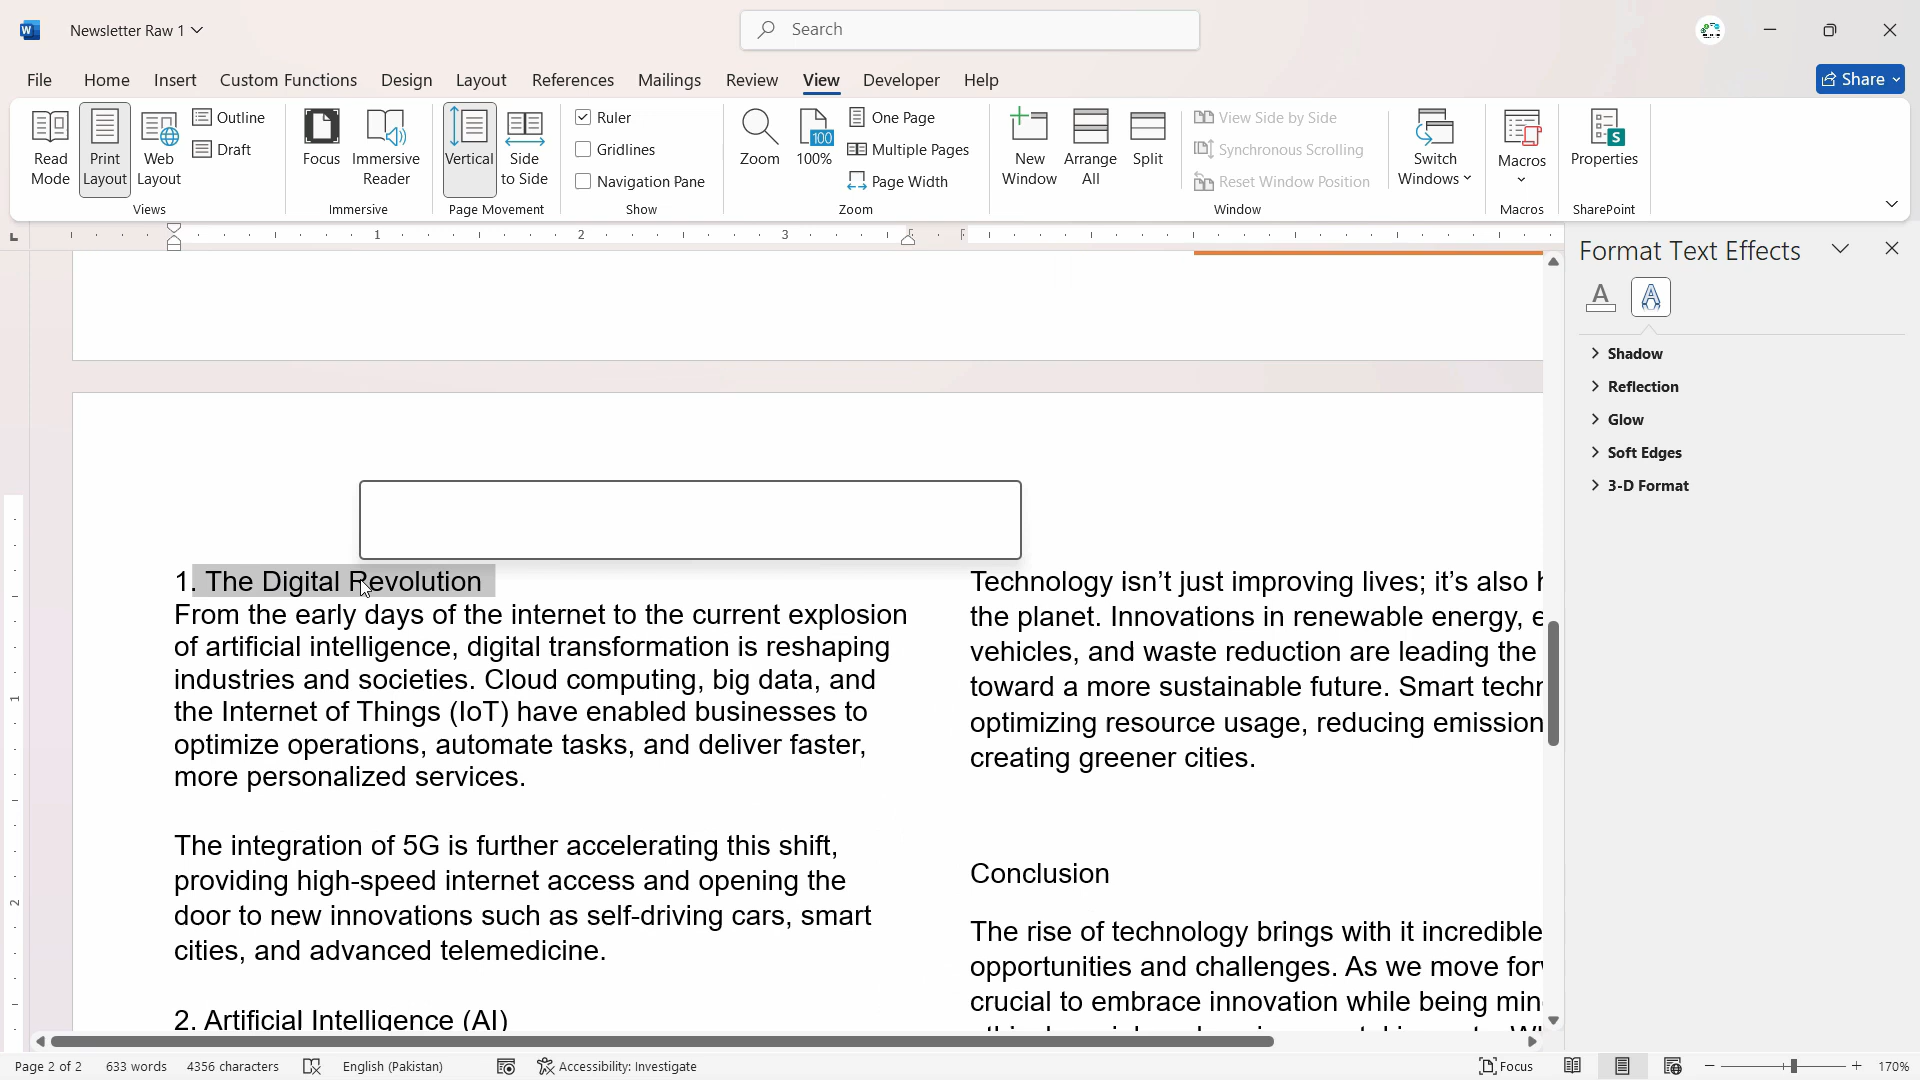 Newsletter Raw 1
Search
File Home Insert Custom Functions Design Layout References Mailings Review View Developer Help
Share
Read Mode
Print Layout
Web Layout
Outline
Draft
Views
Focus
Immersive Reader
Immersive
Vertical
Side to Side
Page Movement
Ruler
Gridlines
Navigation Pane
Show
Zoom
100
100%
One Page
Multiple Pages
Page Width
Zoom
New Window
Arrange All
Split
View Side by Side
Synchronous Scrolling
Reset Window Position
Switch Windows
Window
Macros
Macros
Properties
SharePoint
1 2 3
Format Text Effects
Shadow
Reflection
Glow
Soft Edges
3-D Format
1. The Digital Revolution
From the early days of the internet to the current explosion
of artificial intelligence, digital transformation is reshaping
industries and societies. Cloud computing, big data, and
the Internet of Things (IoT) have enabled businesses to
optimize operations, automate tasks, and deliver faster,
more personalized services.
The integration of 5G is further accelerating this shift,
providing high-speed internet access and opening the
door to new innovations such as self-driving cars, smart
cities, and advanced telemedicine.
2. Artificial Intelligence (AI)
Technology isn’t just improving lives; it’s also
the planet. Innovations in renewable energy,
vehicles, and waste reduction are leading the
toward a more sustainable future. Smart
optimizing resource usage, reducing emission
creating greener cities.
Conclusion
The rise of technology brings with it incredible
opportunities and challenges. As we move
crucial to embrace innovation while being
1
2
Page 2 of 2 633 words 4356 characters English (Pakistan) Accessibility: Investigate Focus 170%